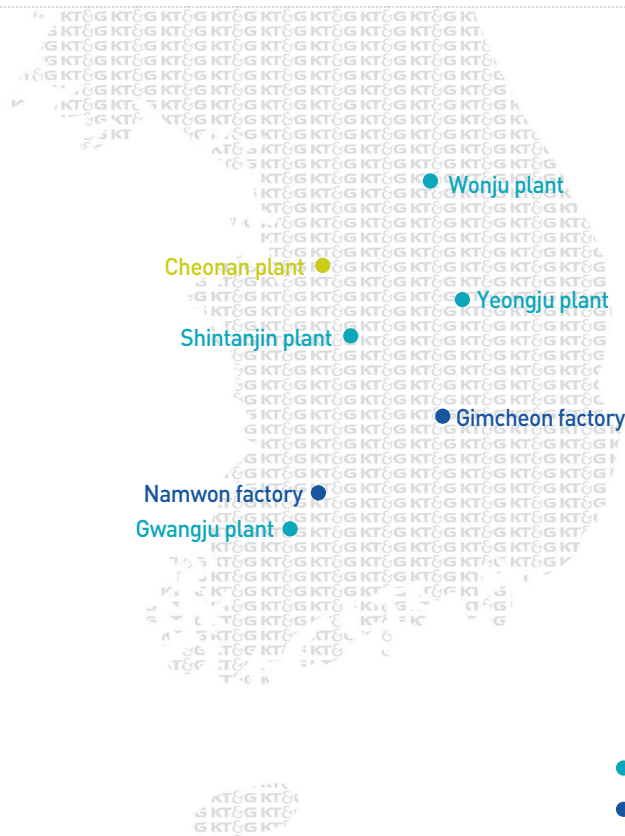 Wonju plant
Cheonan plant
Yeongju plant
Shintanjin plant
Gimcheon factory
Namwon factory
Gwangju plant